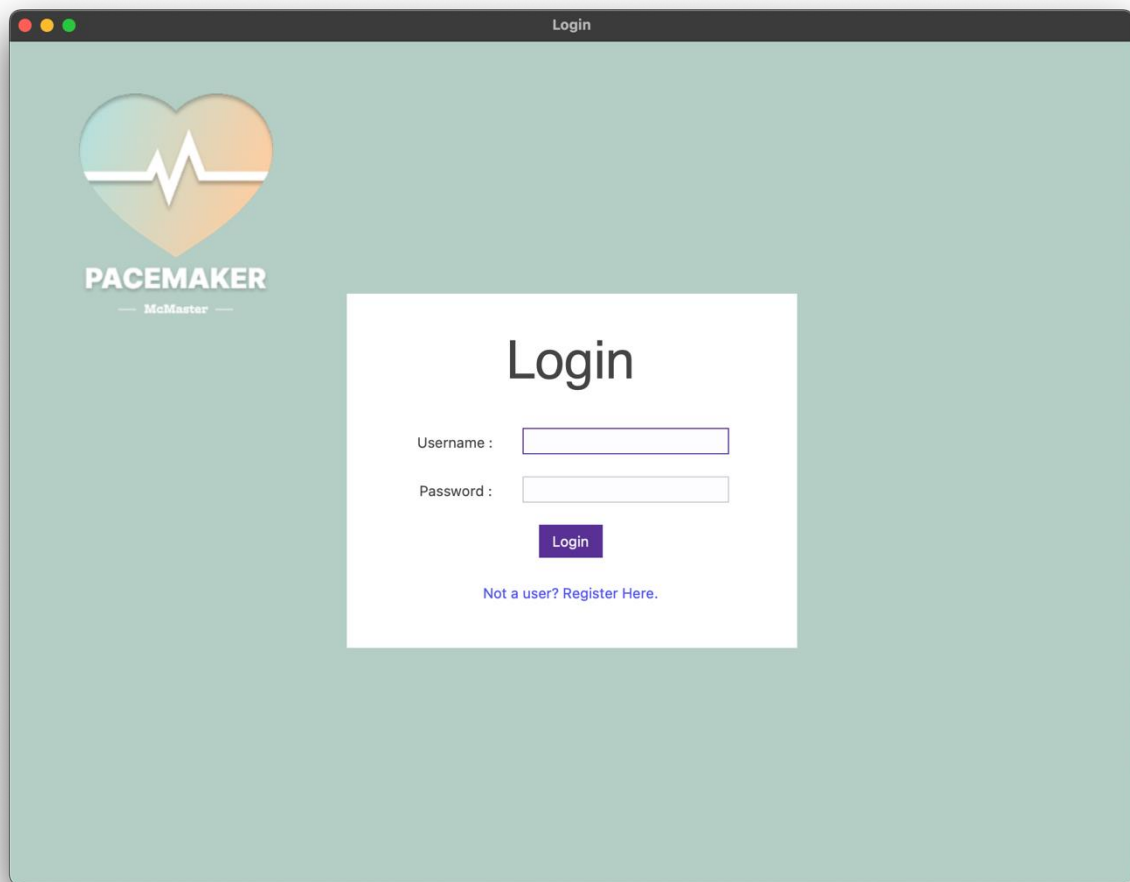 Login
PACEMAKER
McMaster
Login
Username :
Password :
Login
Not a user? Register Here.